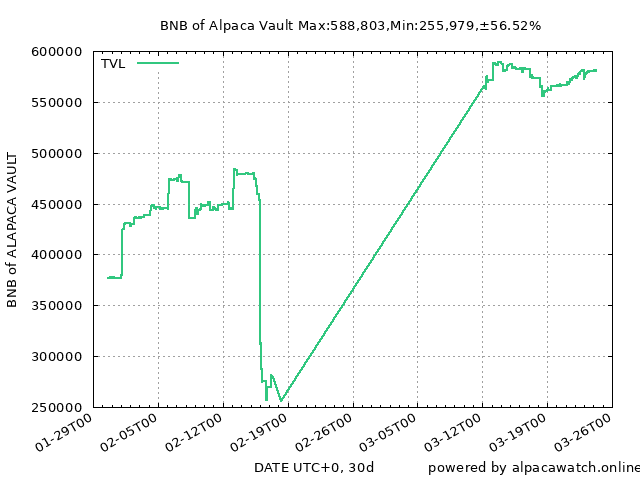 BNB of Alpaca Vault Max:588,803,Min:255,979,±56.52%
TVL
600000
550000
500000
450000
400000
350000
300000
250000
BNB of ALAPACA VAULT
01-29T00
02-05T00
02-12T00
02-19T00
02-26T00
03-05T00
03-12T00
03-19T00
03-26T00
DATE UTC+0, 30d
powered by alpacawatch.online